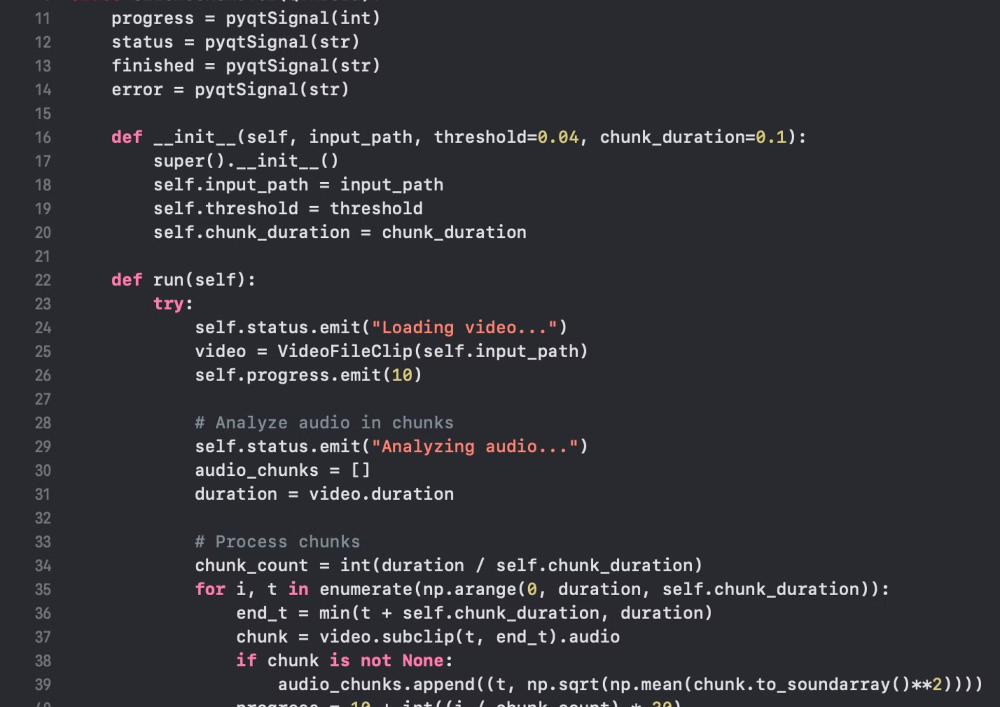 11 progress = pyqtSignal(int)
12 status = pyqtSignal(str)
13 finished = pyqtSignal(str)
14 error = pyqtSignal(str)
15
16 def __init__(self, input_path, threshold=0.04, chunk_duration=0.1):
17 super().__init__()
18 self.input_path = input_path
19 self.threshold = threshold
20 self.chunk_duration = chunk_duration
21
22 def run(self):
23 try:
24 self.status.emit("Loading video...")
25 video = VideoFileClip(self.input_path)
26 self.progress.emit(10)
27
28 # Analyze audio in chunks
29 self.status.emit("Analyzing audio...")
30 audio_chunks = []
31 duration = video.duration
32
33 # Process chunks
34 chunk_count = int(duration / self.chunk_duration)
35 for i, t in enumerate(np.arange(0, duration, self.chunk_duration)):
36 end_t = min(t + self.chunk_duration, duration)
37 chunk = video.subclip(t, end_t).audio
38 if chunk is not None:
39 audio_chunks.append((t, np.sqrt(np.mean(chunk.to_soundarray()**2))))
40 progress = 10 + int((i / chunk_count) * 30)